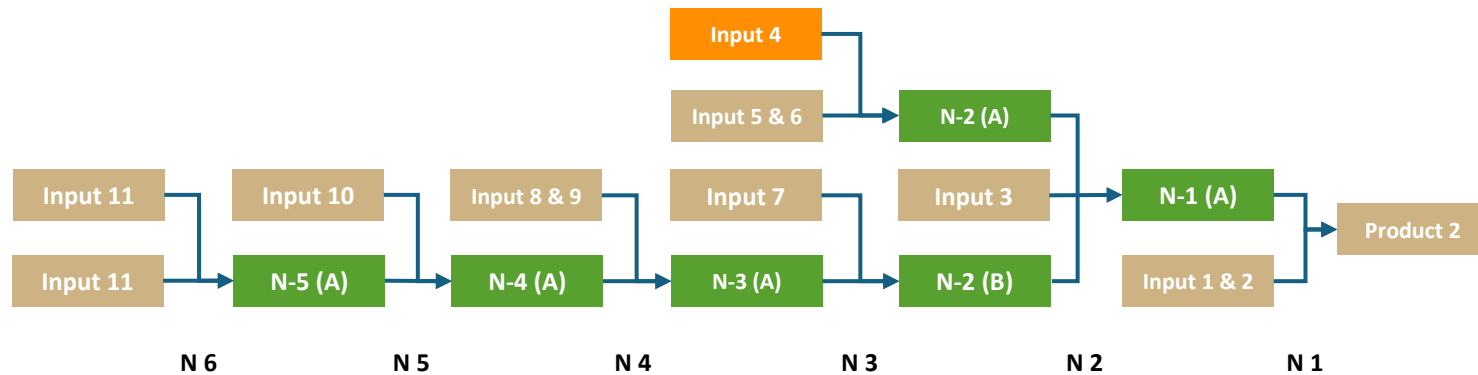 Input 4
Input 5 & 6
N-2 (A)
Input 11
Input 10
Input 8 & 9
Input 7
Input 3
N-1 (A)
Product 2
Input 11
N-5 (A)
N-4 (A)
N-3 (A)
N-2 (B)
Input 1 & 2
N 6
N 5
N 4
N 3
N 2
N 1